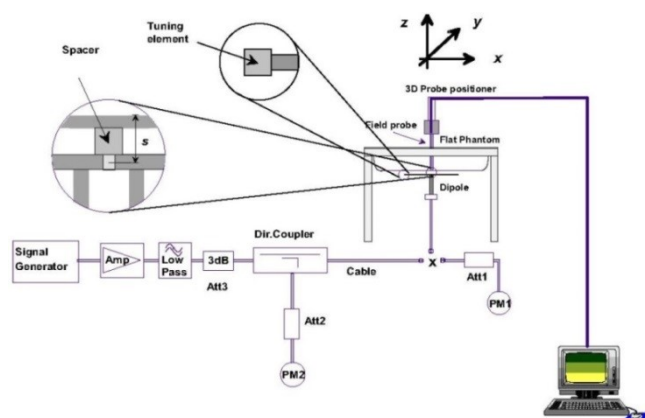 Tuning
element
Spacer
s
z
y
x
3D Probe positioner
Field probe
Flat Phantom
Dipole
Signal
Generator
Amp
Low
Pass
3dB
Att3
Dir.Coupler
Cable
x
Att1
PM1
Att2
PM2